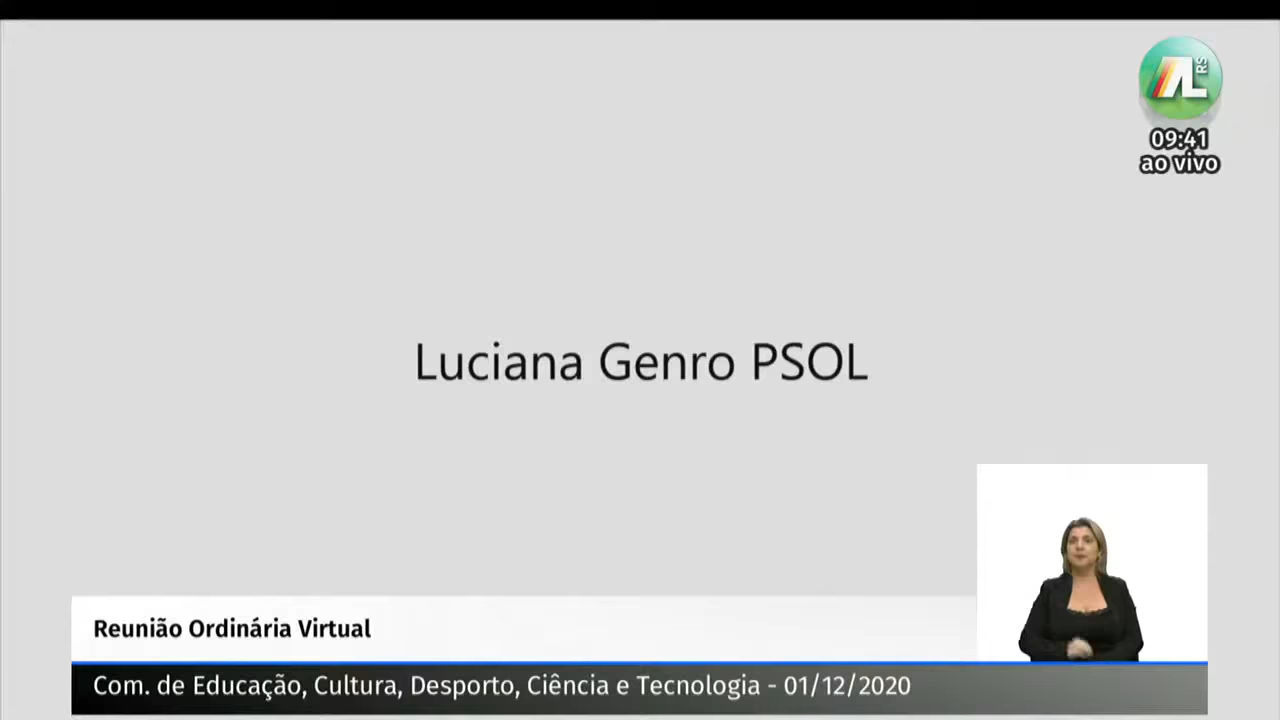 AL RS
09:41
ao vivo
Luciana Genro PSOL
Reunião Ordinária Virtual
Com. de Educação, Cultura, Desporto, Ciência e Tecnologia - 01/12/2020